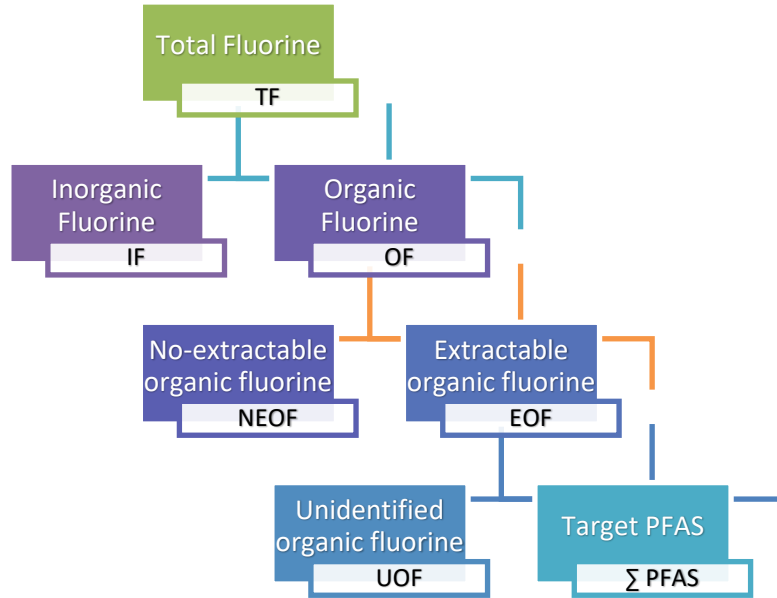 Total Fluorine
TF
Inorganic
Fluorine
IF
Organic
Fluorine
OF
No-extractable
organic fluorine
NEOF
Extractable
organic fluorine
EOF
Unidentified
organic fluorine
UOF
Target PFAS
∑ PFAS